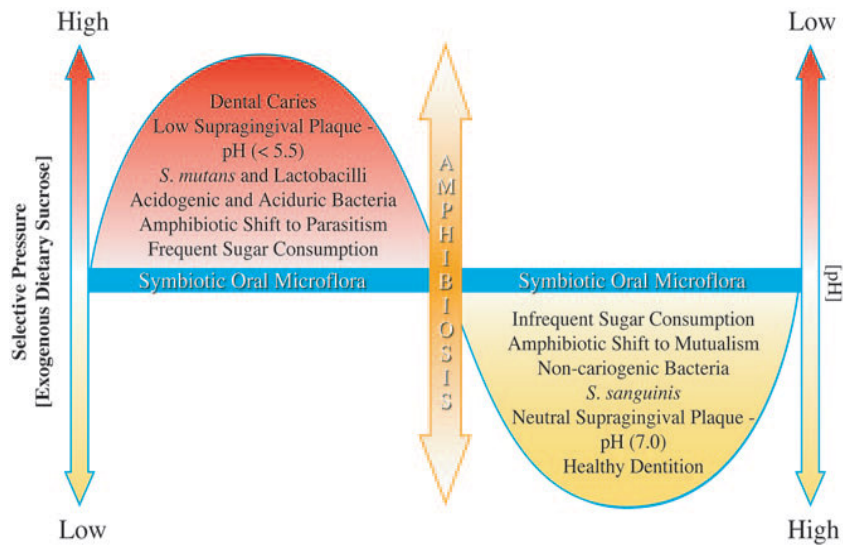 High
Low
Selective Pressure
[Exogenous Dietary Sucrose]
Dental Caries
Low Supragingival Plaque -
pH (< 5.5)
S. mutans and Lactobacilli
Acidogenic and Aciduric Bacteria
Amphibiotic Shift to Parasitism
Frequent Sugar Consumption
Symbiotic Oral Microflora
AMPHIBIOSIS
Symbiotic Oral Microflora
[pH]
Infrequent Sugar Consumption
Amphibiotic Shift to Mutualism
Non-cariogenic Bacteria
S. sanguinis
Neutral Supragingival Plaque -
pH (7.0)
Healthy Dentition
Low
High